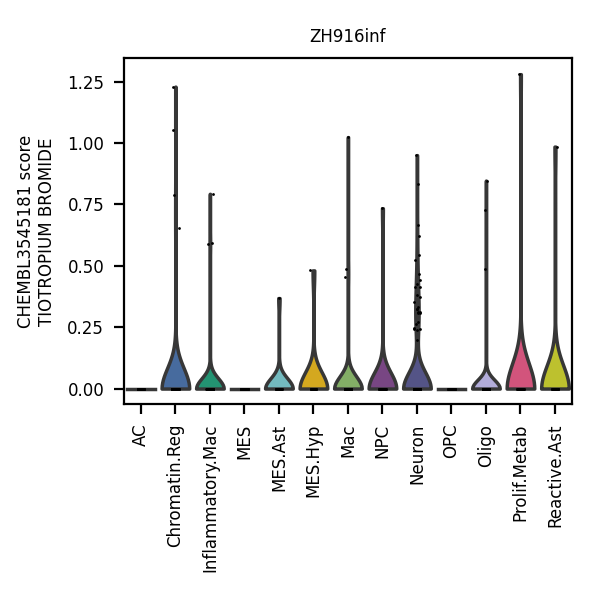 ZH916inf
CHEMBL3545181 score
TIOTROPIUM BROMIDE
1.25
1.00
0.75
0.50
0.25
0.00
AC
Chromatin.Reg
Inflammatory.Mac
MES
MES.Ast
MES.Hyp
Mac
NPC
Neuron
OPC
Oligo
Prolif.Metab
Reactive.Ast